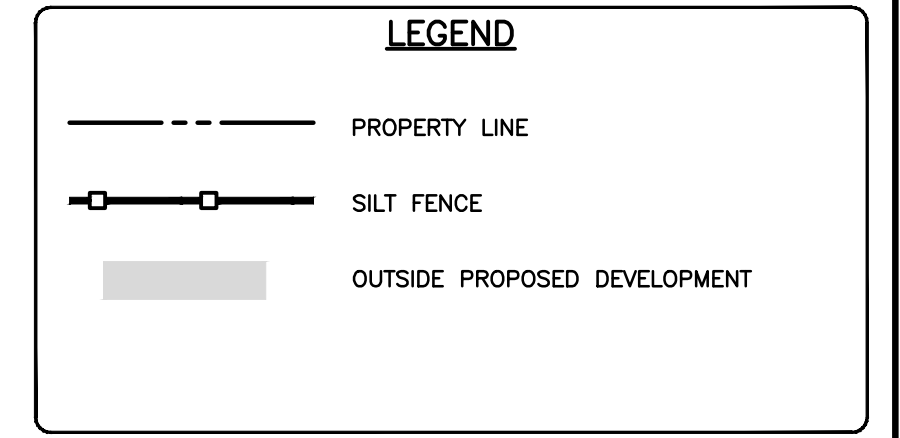 LEGEND
PROPERTY LINE
SILT FENCE
OUTSIDE PROPOSED DEVELOPMENT